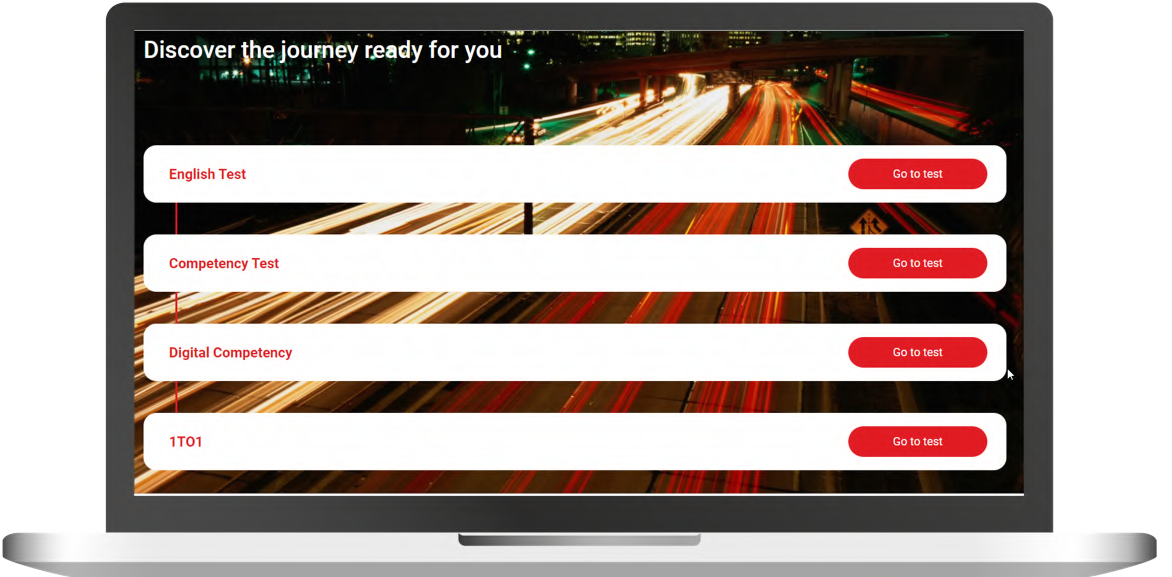 Discover the journey ready for you
English Test
Go to test
Competency Test
Go to test
Digital Competency
Go to test
1TO1
Go to test